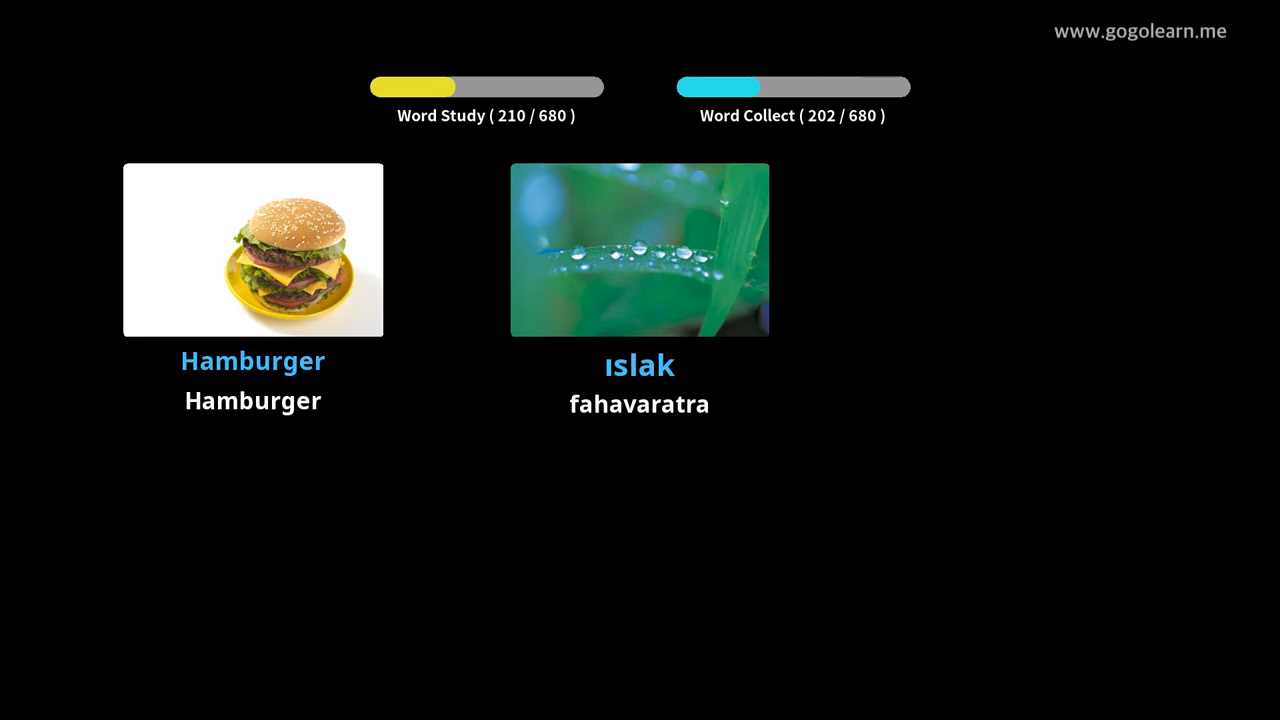 www.gogolearn.me
Word Study ( 210 / 680 )
Word Collect ( 202 / 680 )
Hamburger
Hamburger
ıslak
fahavaratra